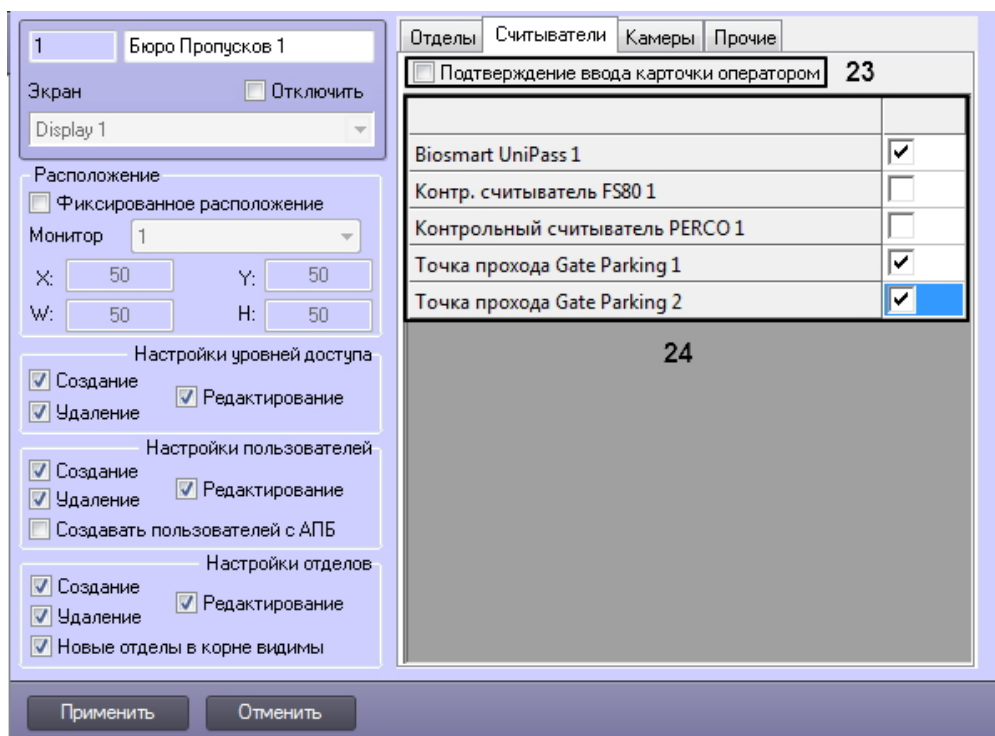 1 Бюро Пропусков 1
Экран Отключить
Display 1
Расположение
Фиксированное расположение
Монитор 1
X: 50 Y: 50
W: 50 H: 50
Настройки уровней доступа
Создание
Редактирование
Удаление
Настройки пользователей
Создание
Редактирование
Удаление
Создавать пользователей с АПБ
Настройки отделов
Создание
Редактирование
Удаление
Новые отделы в корне видимы
Отделы Считыватели Камеры Прочие
Подтверждение ввода карточки оператором 23
Biosmart UniPass 1
Контр. считыватель FS80 1
Контрольный считыватель PERCO 1
Точка прохода Gate Parking 1
Точка прохода Gate Parking 2
24
Применить Отменить